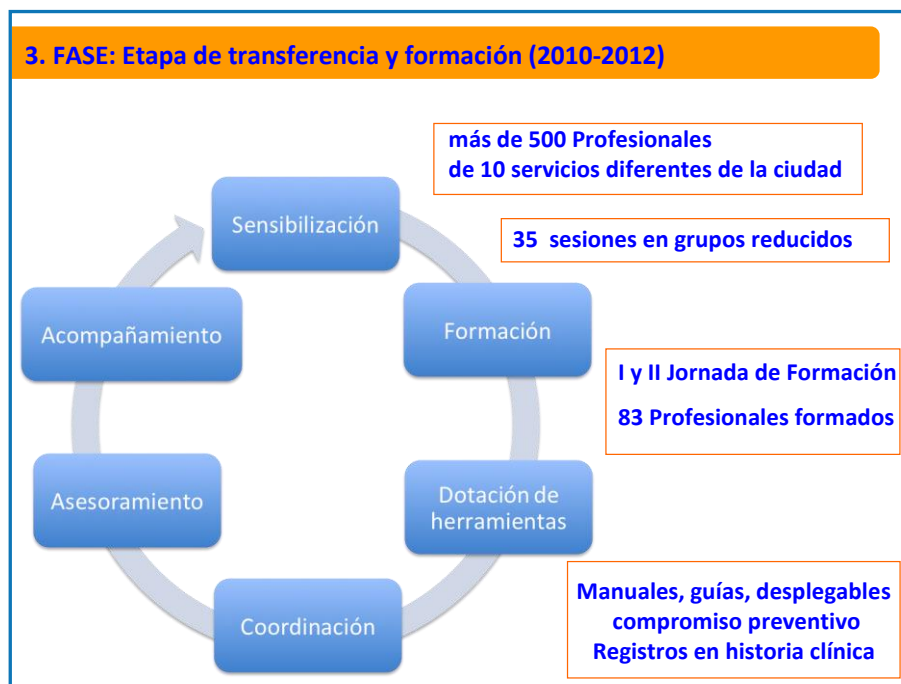 3. FASE: Etapa de transferencia y formación (2010-2012)
más de 500 Profesionales
de 10 servicios diferentes de la ciudad
Sensibilización
35 sesiones en grupos reducidos
Formación
I y II Jornada de Formación
83 Profesionales formados
Dotación de
herramientas
Manuales, guías, desplegables
compromiso preventivo
Registros en historia clínica
Coordinación
Asesoramiento
Acompañamiento